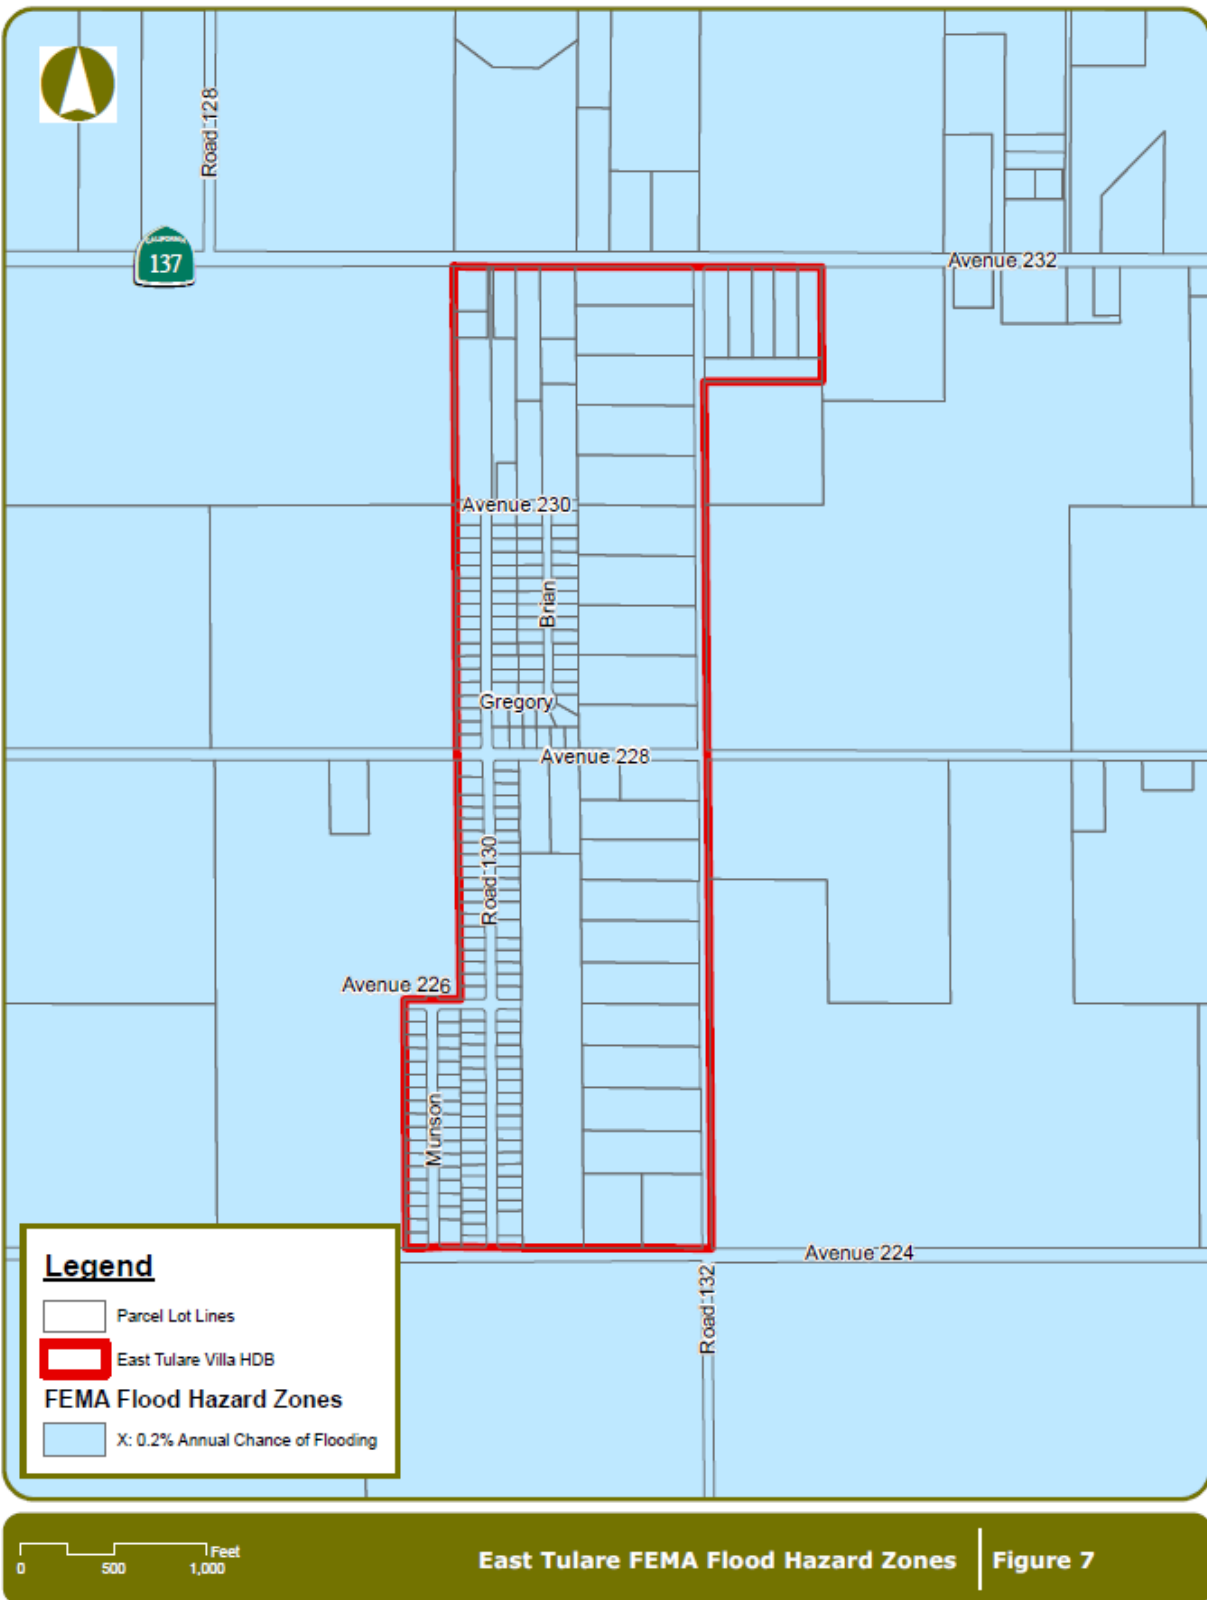 Road 128
CALIFORNIA
137
Avenue 232
Avenue 230
Brian
Gregory
Avenue 228
Road 130
Avenue 226
Munson
Avenue 224
Road 132
Legend
Parcel Lot Lines
East Tulare Villa HDB
FEMA Flood Hazard Zones
X: 0.2% Annual Chance of Flooding
Feet
0 500 1,000
East Tulare FEMA Flood Hazard Zones
Figure 7